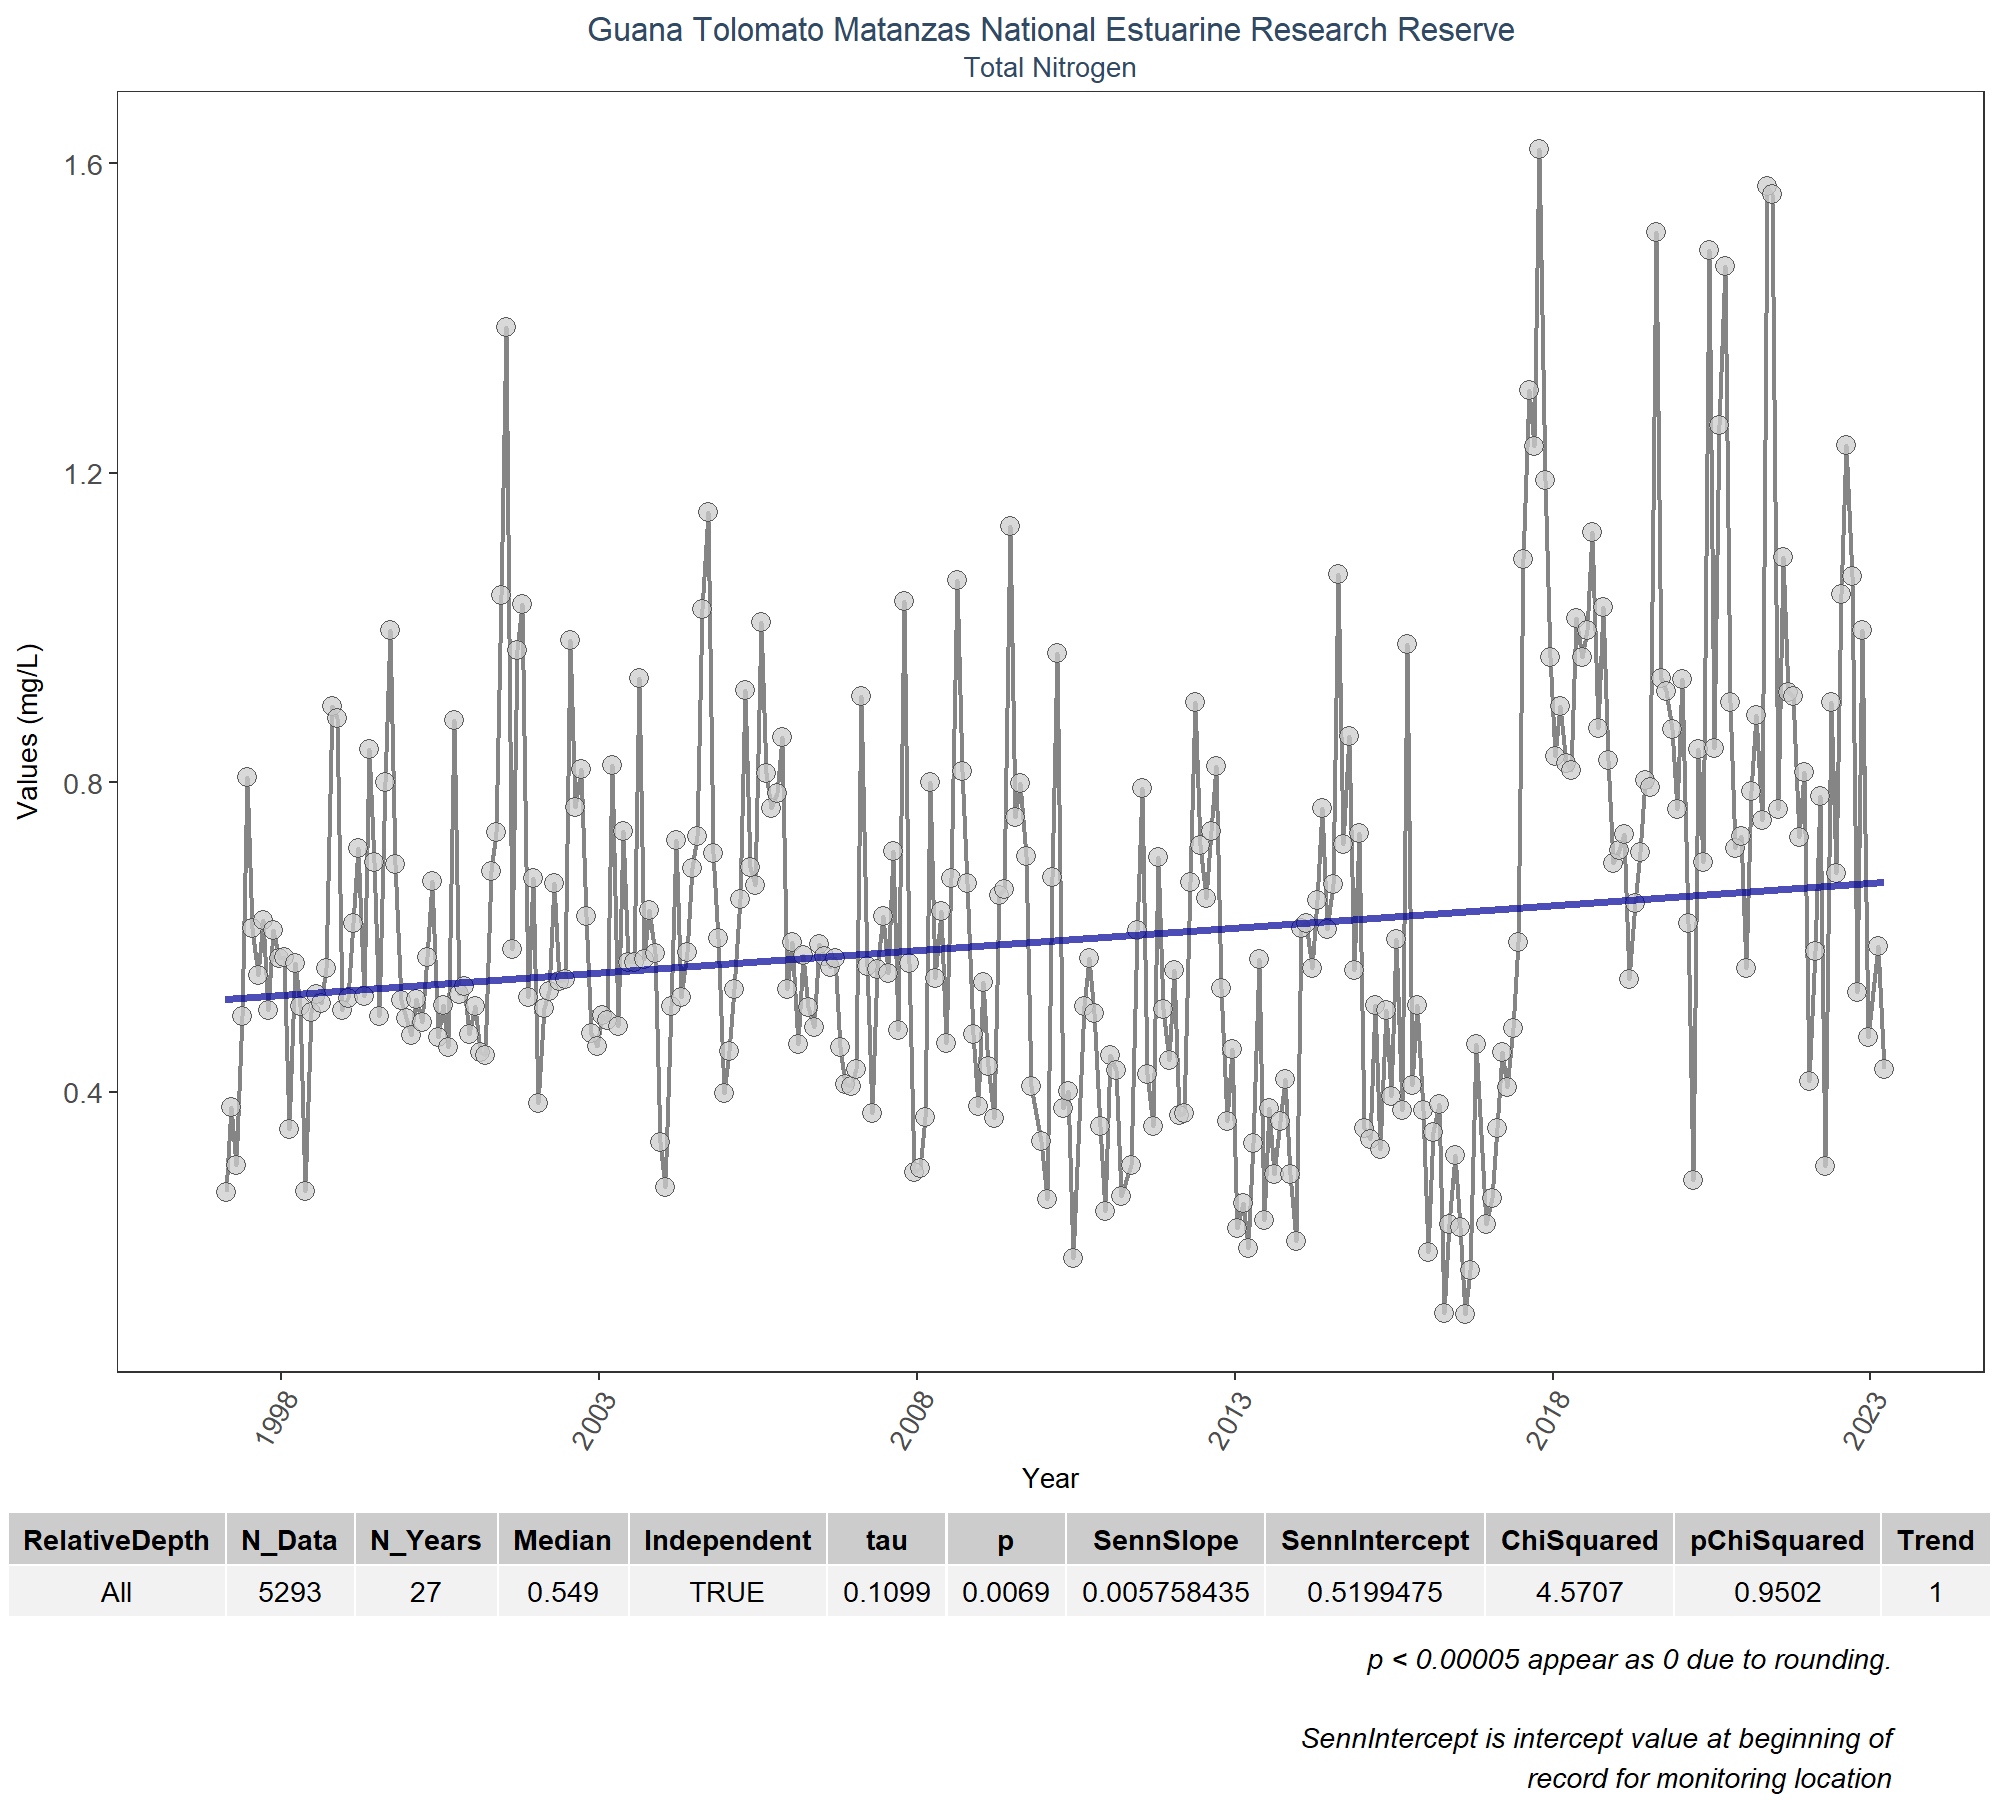 Guana Tolomato Matanzas National Estuarine Research Reserve
Total Nitrogen
Values (mg/L)
1.6
1.2
0.8
0.4
1998 2003 2008 2013 2018 2023
Year
RelativeDepth N_Data N_Years Median Independent tau p SennSlope SennIntercept ChiSquared pChiSquared Trend
All 5293 27 0.549 TRUE 0.1099 0.0069 0.005758435 0.5199475 4.5707 0.9502 1
p < 0.00005 appear as 0 due to rounding.
SennIntercept is intercept value at beginning of
record for monitoring location